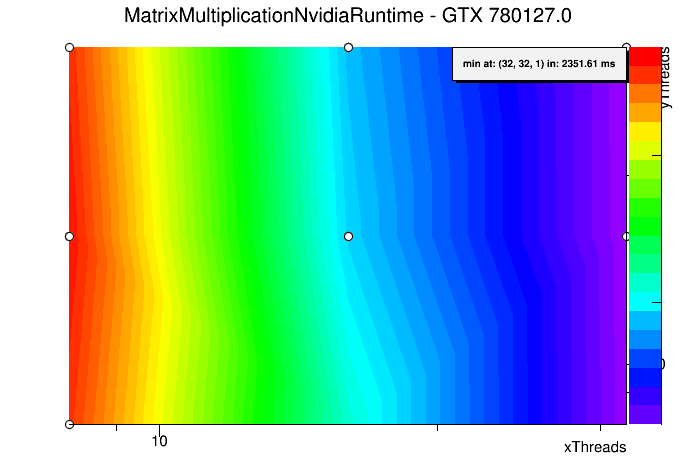 MatrixMultiplicationNvidiaRuntime - GTX 780127.0
min at: (32, 32, 1) in: 2351.61 ms
yThreads
10
xThreads